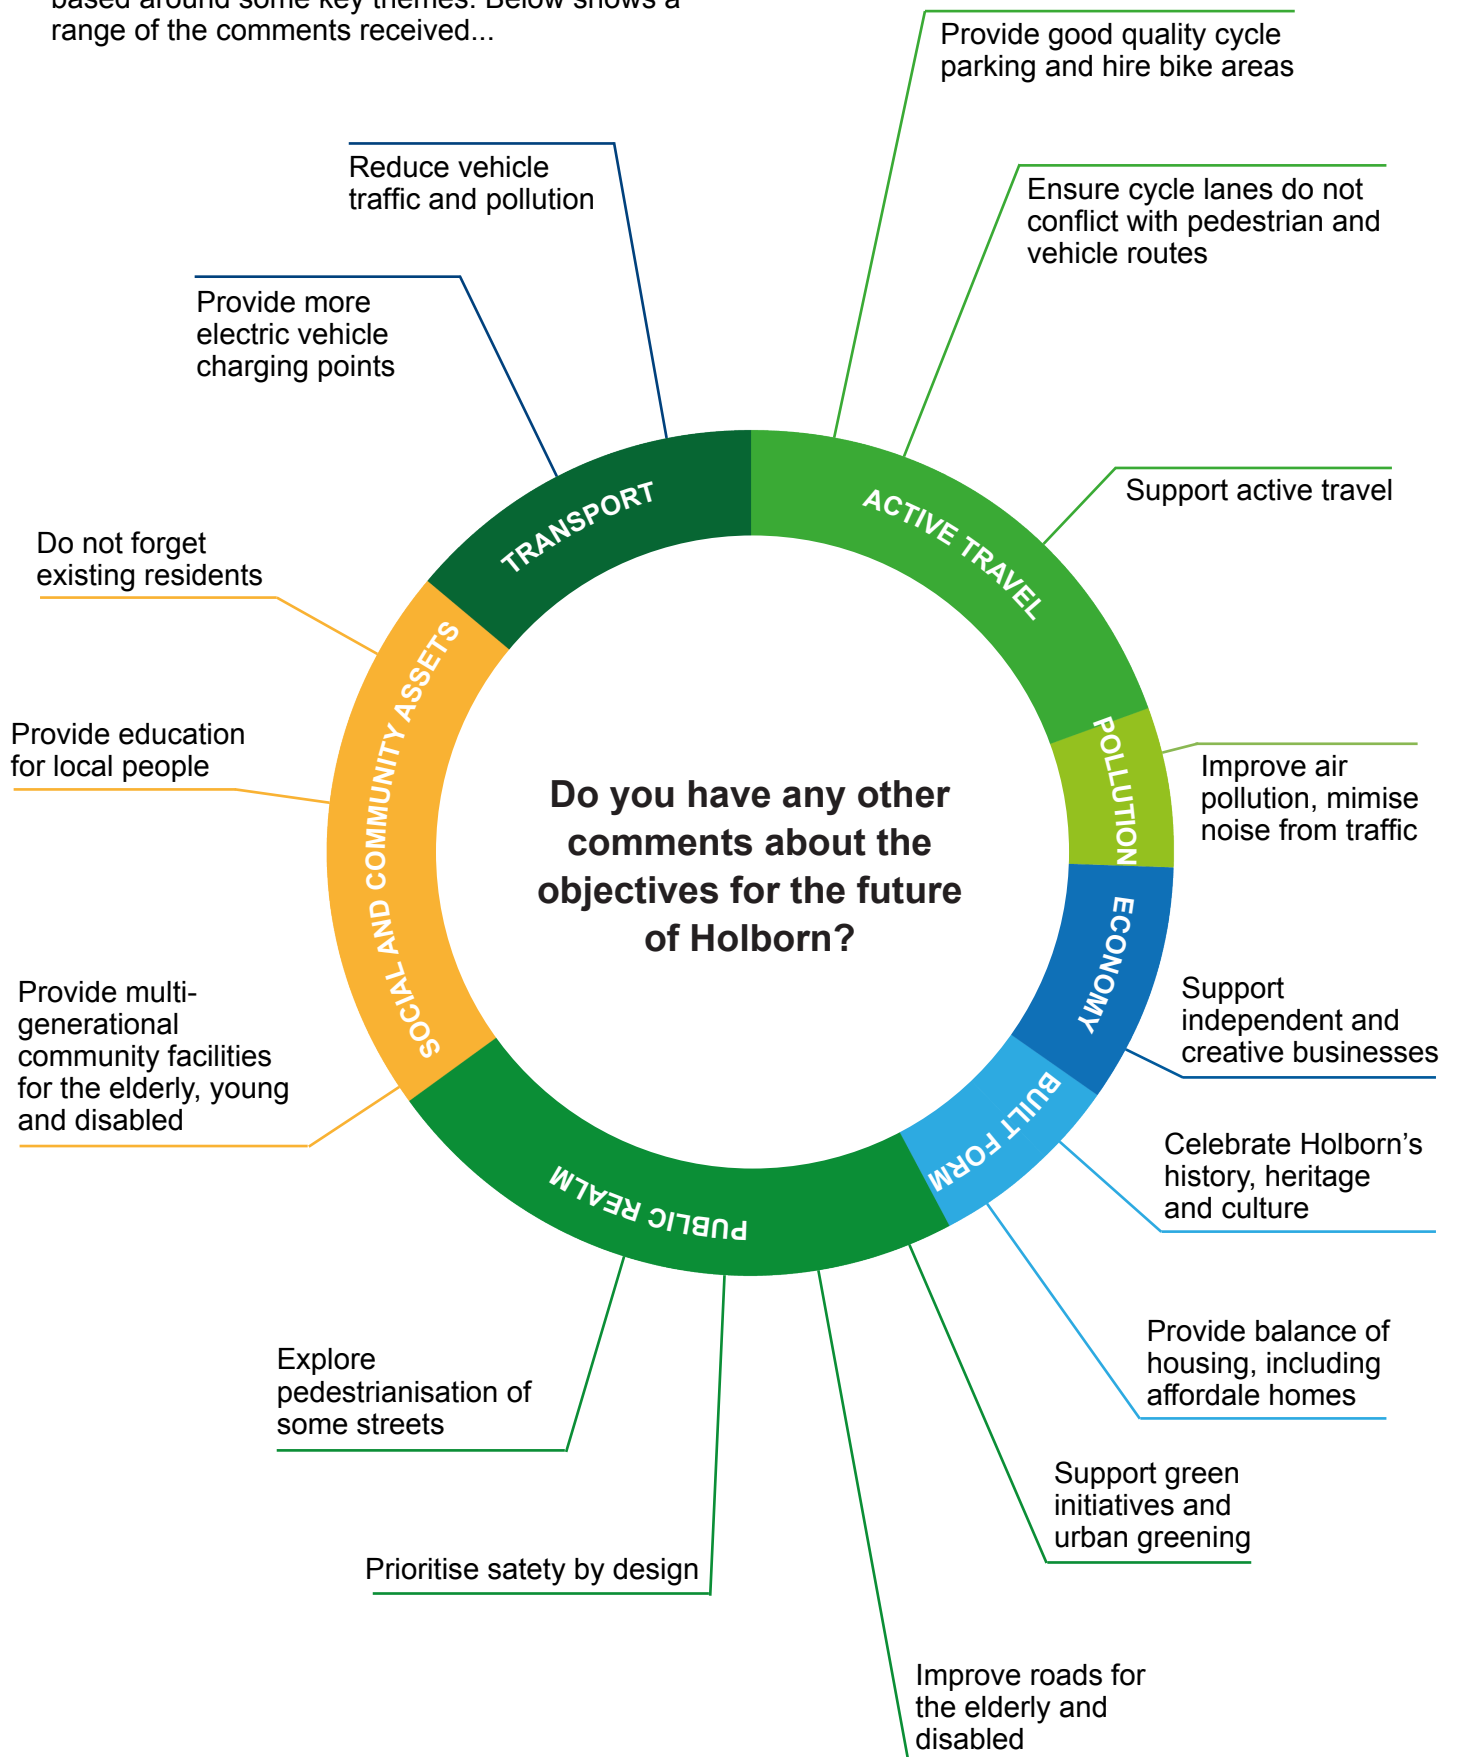 based around some key themes. Below shows a
range of the comments received...
Provide good quality cycle
parking and hire bike areas
Reduce vehicle
traffic and pollution
Ensure cycle lanes do not
conflict with pedestrian and
vehicle routes
Provide more
electric vehicle
charging points
Support active travel
TRANSPORT
ACTIVE TRAVEL
Do not forget
existing residents
SOCIAL AND COMMUNITY ASSETS
POLLUTION
Provide education
for local people
Improve air
pollution, mimise
noise from traffic
Do you have any other
comments about the
objectives for the future
of Holborn?
ECONOMY
Support
independent and
creative businesses
Provide multi-
generational
community facilities
for the elderly, young
and disabled
BUILT FORM
Celebrate Holborn’s
history, heritage
and culture
PUBLIC REALM
Provide balance of
housing, including
affordale homes
Explore
pedestrianisation of
some streets
Support green
initiatives and
urban greening
Prioritise satety by design
Improve roads for
the elderly and
disabled